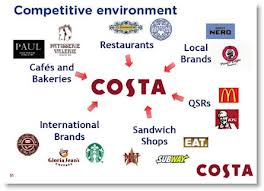 Competitive environment
Restaurants
Local
Brands
NERO
PAUL
PATISSERIE
VALERIE
Cafés and
Bakeries
COSTA
QSRs
KFC
International
Brands
Sandwich
Shops
Gloria Jean's
EAT.
SUBWAY
COSTA